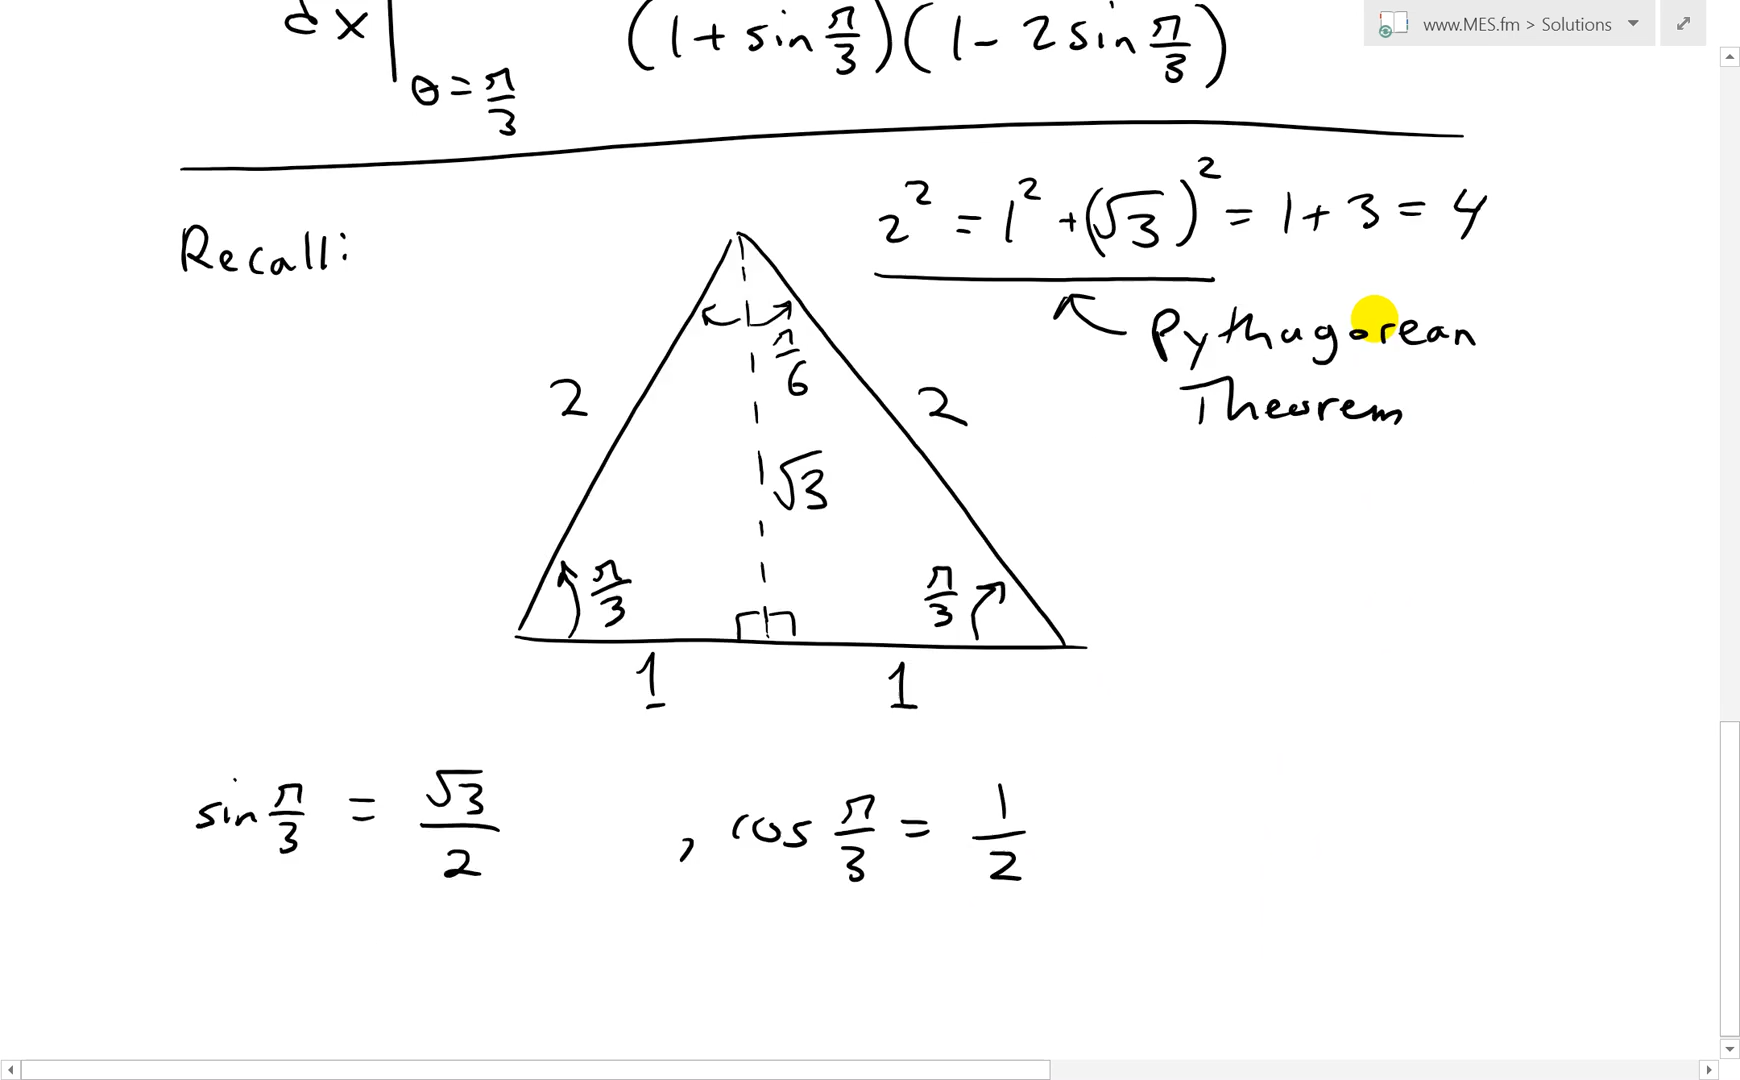 www.MES.fm > Solutions
dx|θ=π/3 (1+sin π/3)(1-2sin π/3)
2² = 1² +(√3)² = 1+3 = 4
Recall:
Pythagorean
Theorem
π/6
2 2
√3
π/3 π/3
1 1
sin π/3 = √3/2 , cos π/3 = 1/2